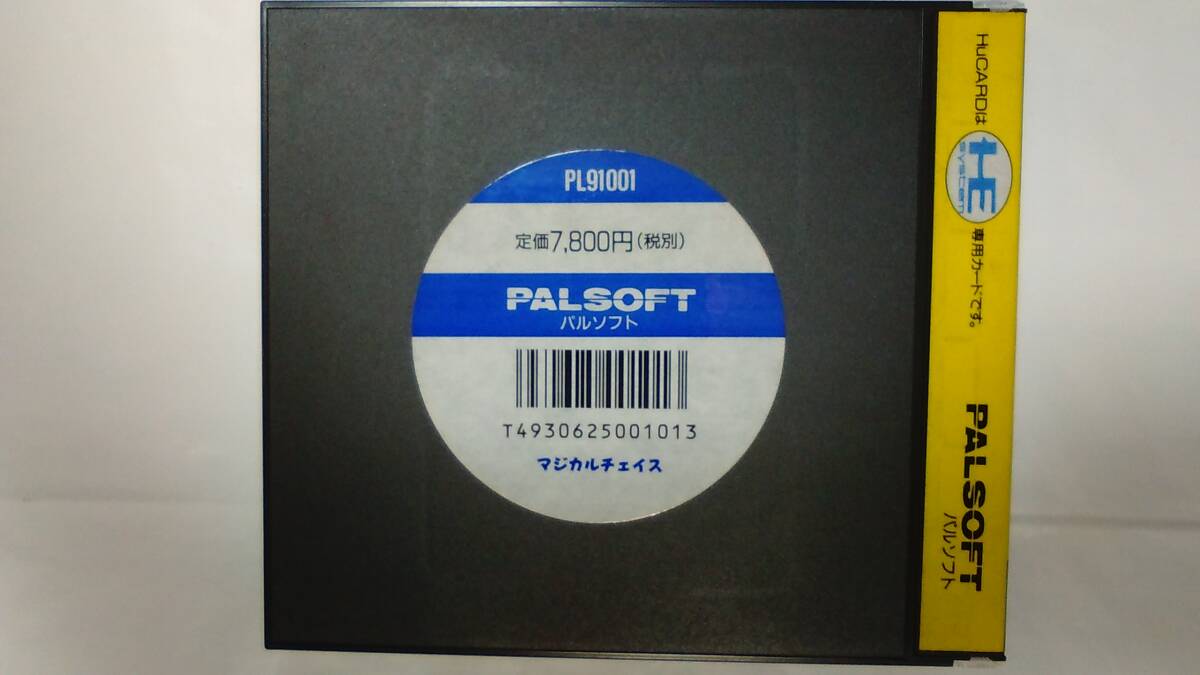 PL91001
定価7,800円(税別)
PALSOFT
パルソフト
T4930625001013
マジカルチェイス
HuCARDは HE system 専用カードです。
PALSOFT
パルソフト